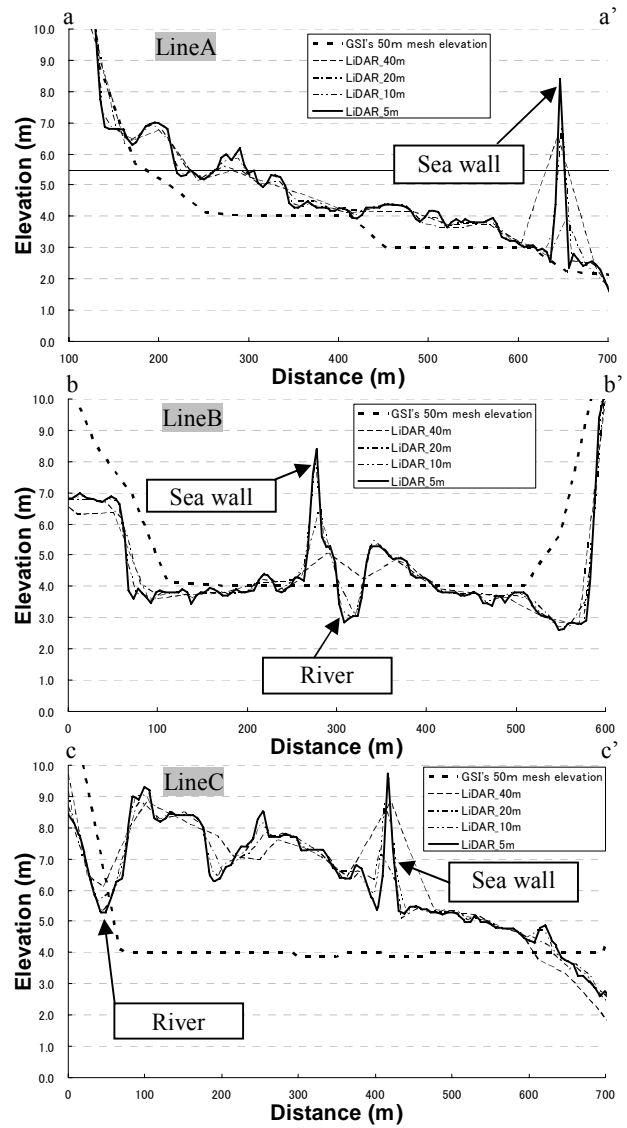 a
a'
LineA
GSI's 50m mesh elevation
LiDAR_40m
LiDAR_20m
LiDAR_10m
LiDAR_5m
Sea wall
Elevation (m)
10.0
9.0
8.0
7.0
6.0
5.0
4.0
3.0
2.0
1.0
0.0
100 200 300 400 500 600 700
Distance (m)
b
b'
LineB
GSI's 50m mesh elevation
LiDAR_40m
LiDAR_20m
LiDAR_10m
LiDAR_5m
Sea wall
River
Elevation (m)
10.0
9.0
8.0
7.0
6.0
5.0
4.0
3.0
2.0
1.0
0.0
0 100 200 300 400 500 600
Distance (m)
c
c'
LineC
GSI's 50m mesh elevation
LiDAR_40m
LiDAR_20m
LiDAR_10m
LiDAR_5m
Sea wall
River
Elevation (m)
10.0
9.0
8.0
7.0
6.0
5.0
4.0
3.0
2.0
1.0
0.0
0 100 200 300 400 500 600 700
Distance (m)